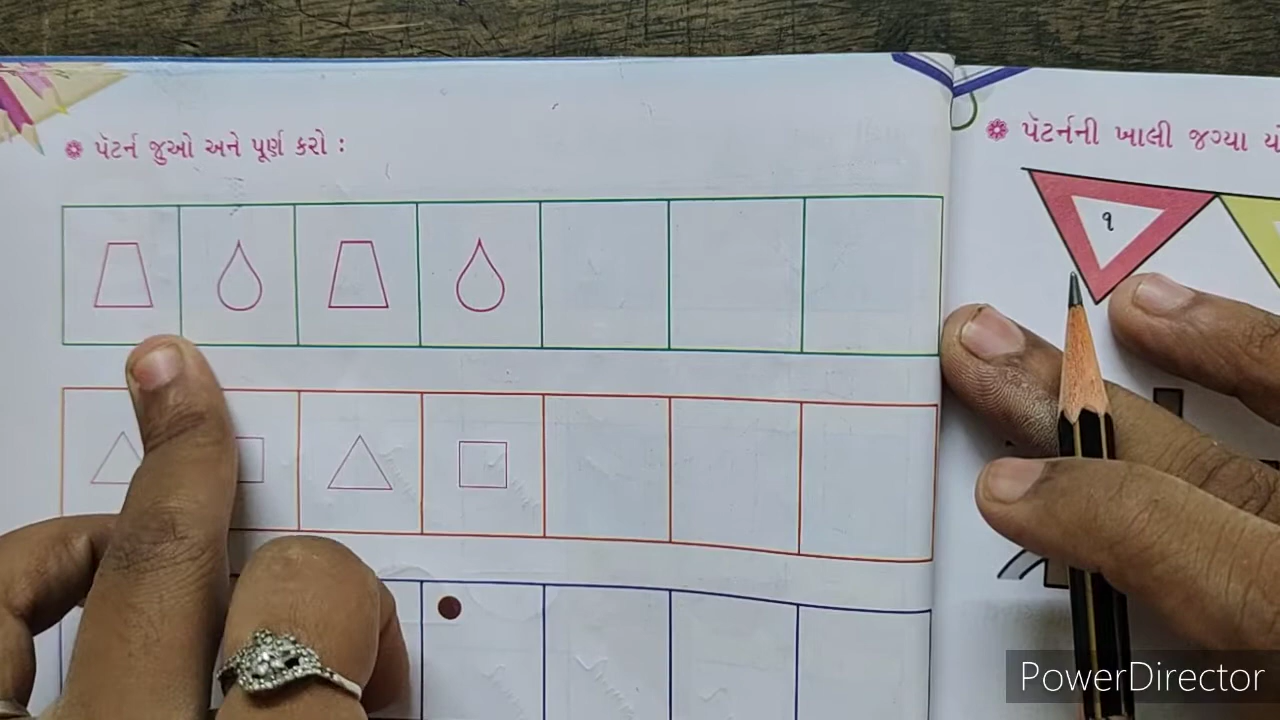 પૅટર્ન જુઓ અને પૂર્ણ કરો :
પૅટર્નની ખાલી જગ્યા
૧
PowerDirector